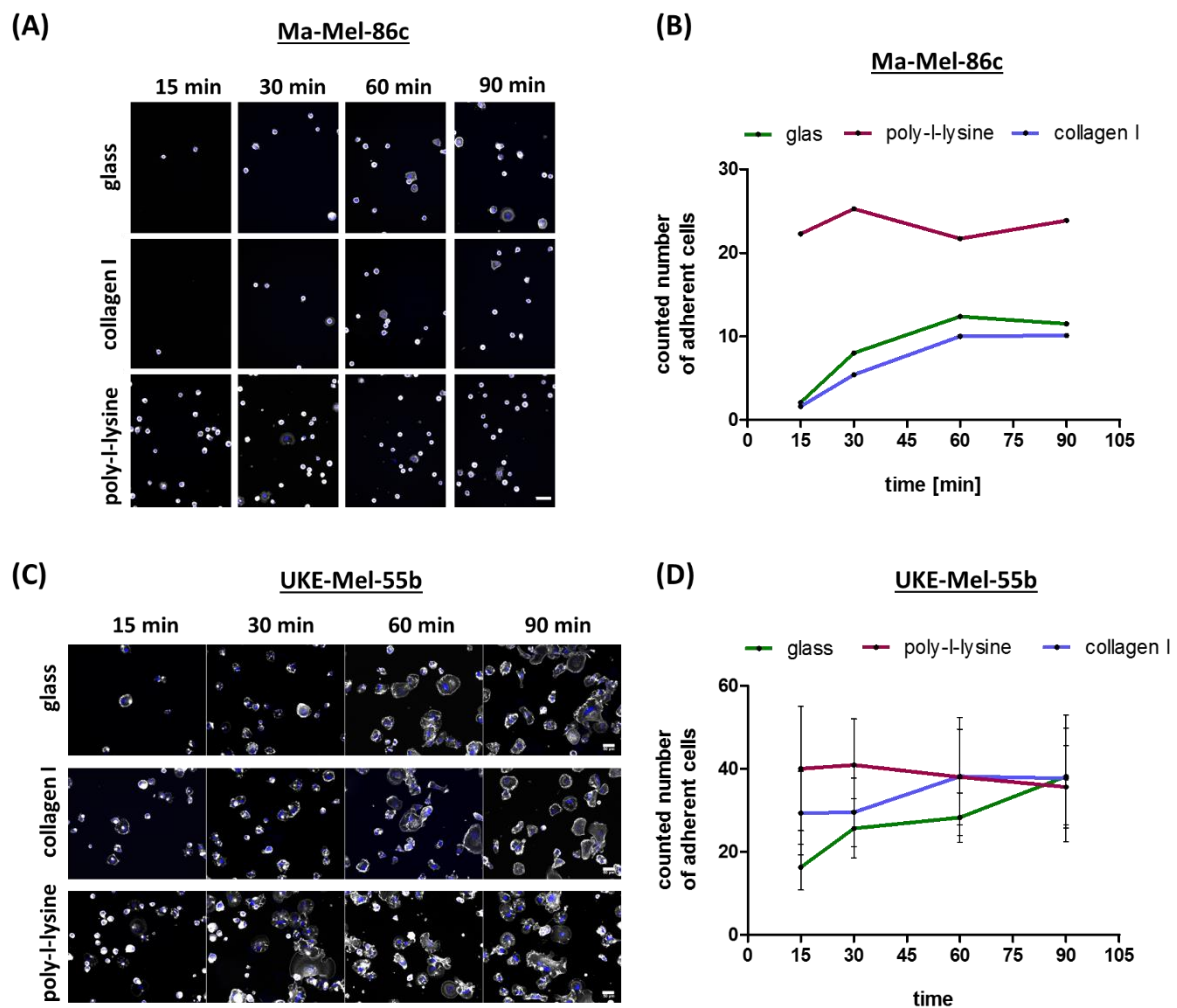 (A)
Ma-Mel-86c
15 min 30 min 60 min 90 min
glass
collagen I
poly-l-lysine
(B)
Ma-Mel-86c
glas poly-l-lysine collagen I
counted number
of adherent cells
30
20
10
0
0 15 30 45 60 75 90 105
time [min]
(C)
UKE-Mel-55b
15 min 30 min 60 min 90 min
glass
collagen I
poly-l-lysine
(D)
UKE-Mel-55b
glass poly-l-lysine collagen I
counted number
of adherent cells
60
40
20
0
0 15 30 45 60 75 90 105
time